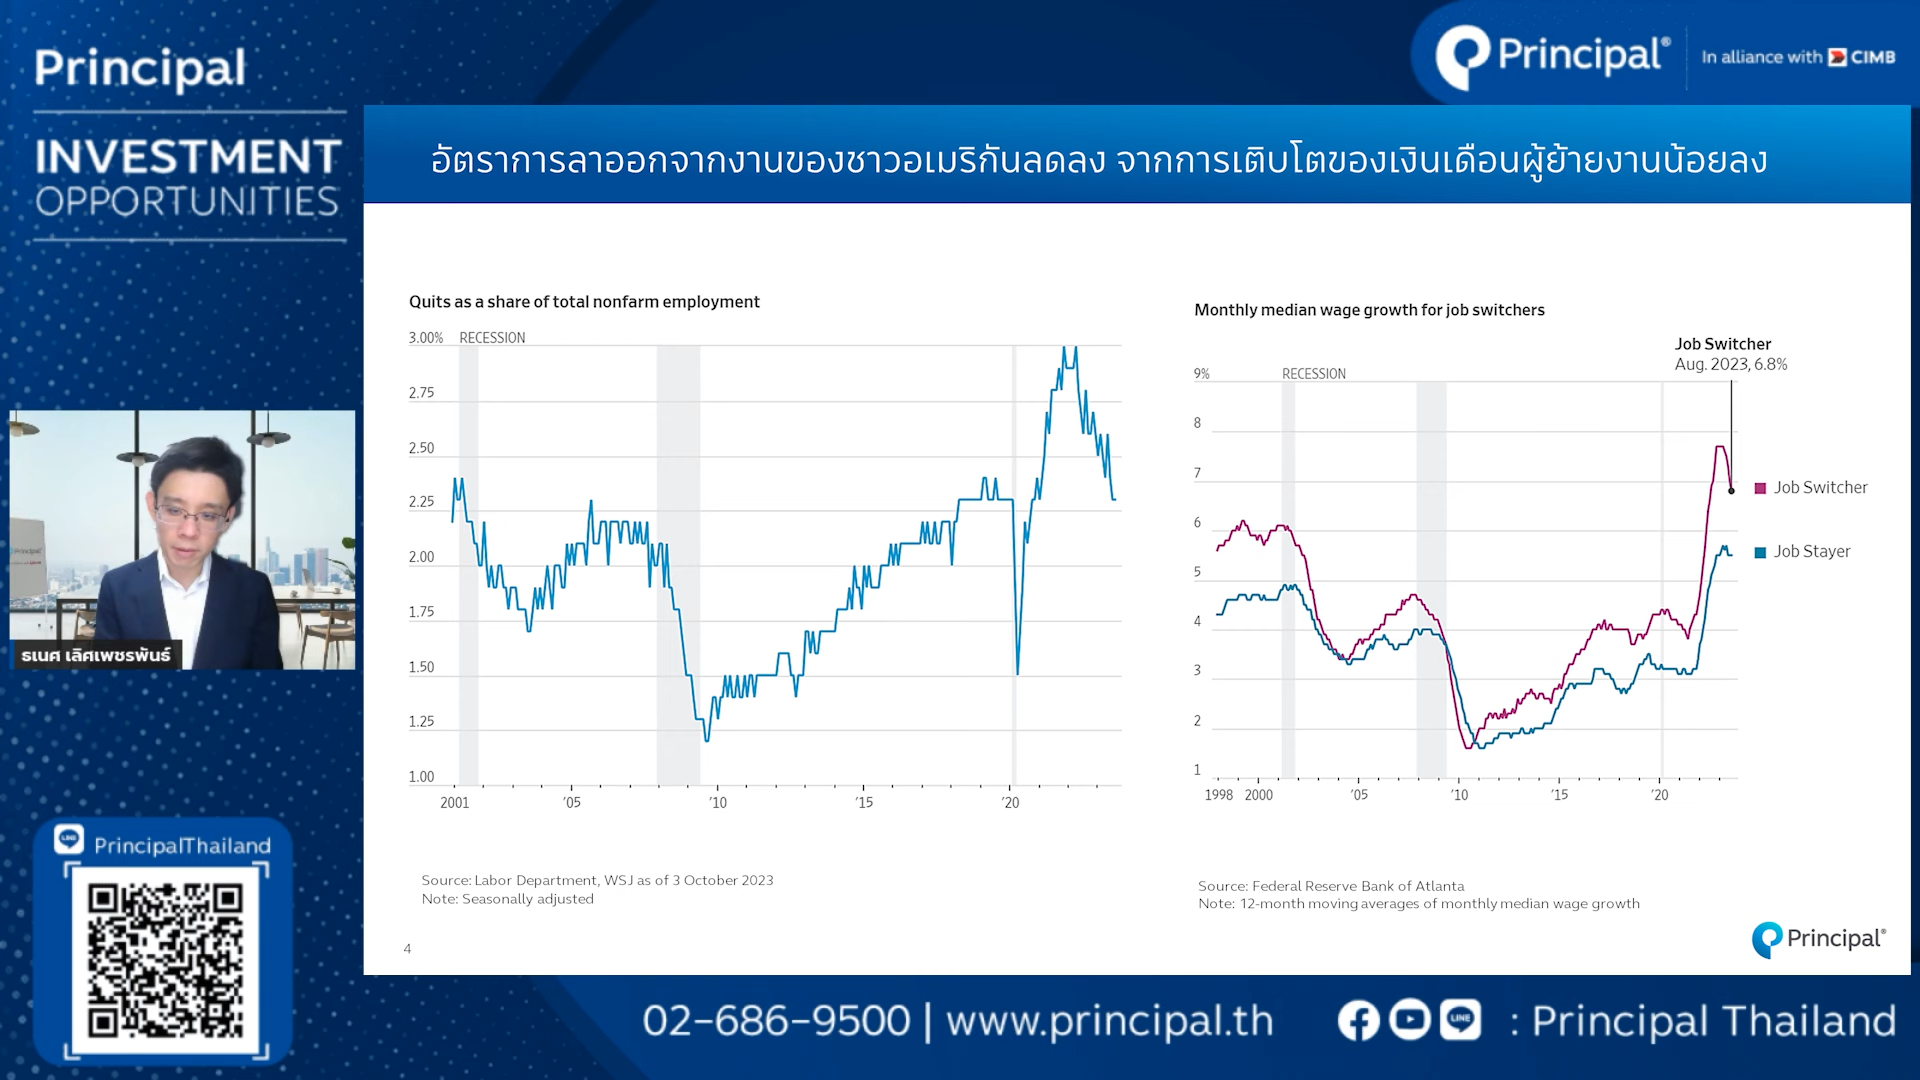 Principal
INVESTMENT
OPPORTUNITIES
Principal®
In alliance with CIMB
อัตราการลาออกจากงานของชาวอเมริกันลดลง จากการเติบโตของเงินเดือนผู้ย้ายงานน้อยลง
Quits as a share of total nonfarm employment
3.00% RECESSION
2.75
2.50
2.25
2.00
1.75
1.50
1.25
1.00
2001 ’05 ’10 ’15 ’20
Source: Labor Department, WSJ as of 3 October 2023
Note: Seasonally adjusted
4
Monthly median wage growth for job switchers
Job Switcher
Aug. 2023, 6.8%
9% RECESSION
8
7
6
5
4
3
2
1
1998 2000 ’05 ’10 ’15 ’20
Job Switcher
Job Stayer
Source: Federal Reserve Bank of Atlanta
Note: 12-month moving averages of monthly median wage growth
Principal®
Principal
ธเนศ เลิศเพชรพันธ์
LINE PrincipalThailand
02-686-9500 | www.principal.th
LINE : Principal Thailand